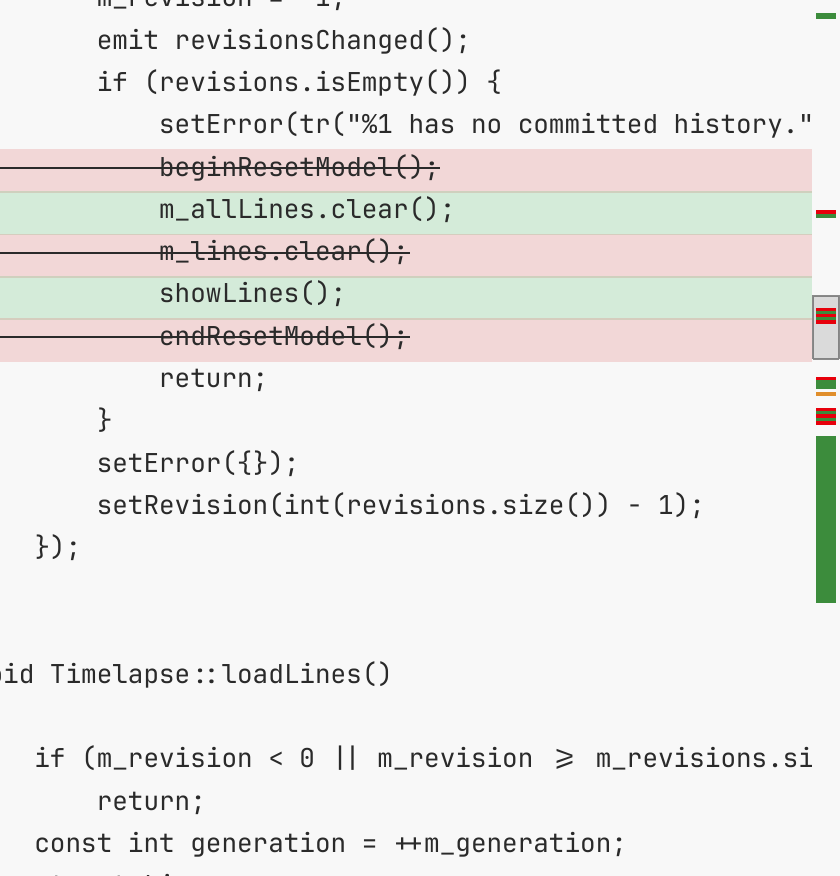 emit revisionsChanged();
if (revisions.isEmpty()) {
setError(tr("%1 has no committed history."
beginResetModel();
m_allLines.clear();
m_lines.clear();
showLines();
endResetModel();
return;
}
setError({});
setRevision(int(revisions.size()) - 1);
});
oid Timelapse::loadLines()
if (m_revision < 0 || m_revision >= m_revisions.si
return;
const int generation = ++m_generation;